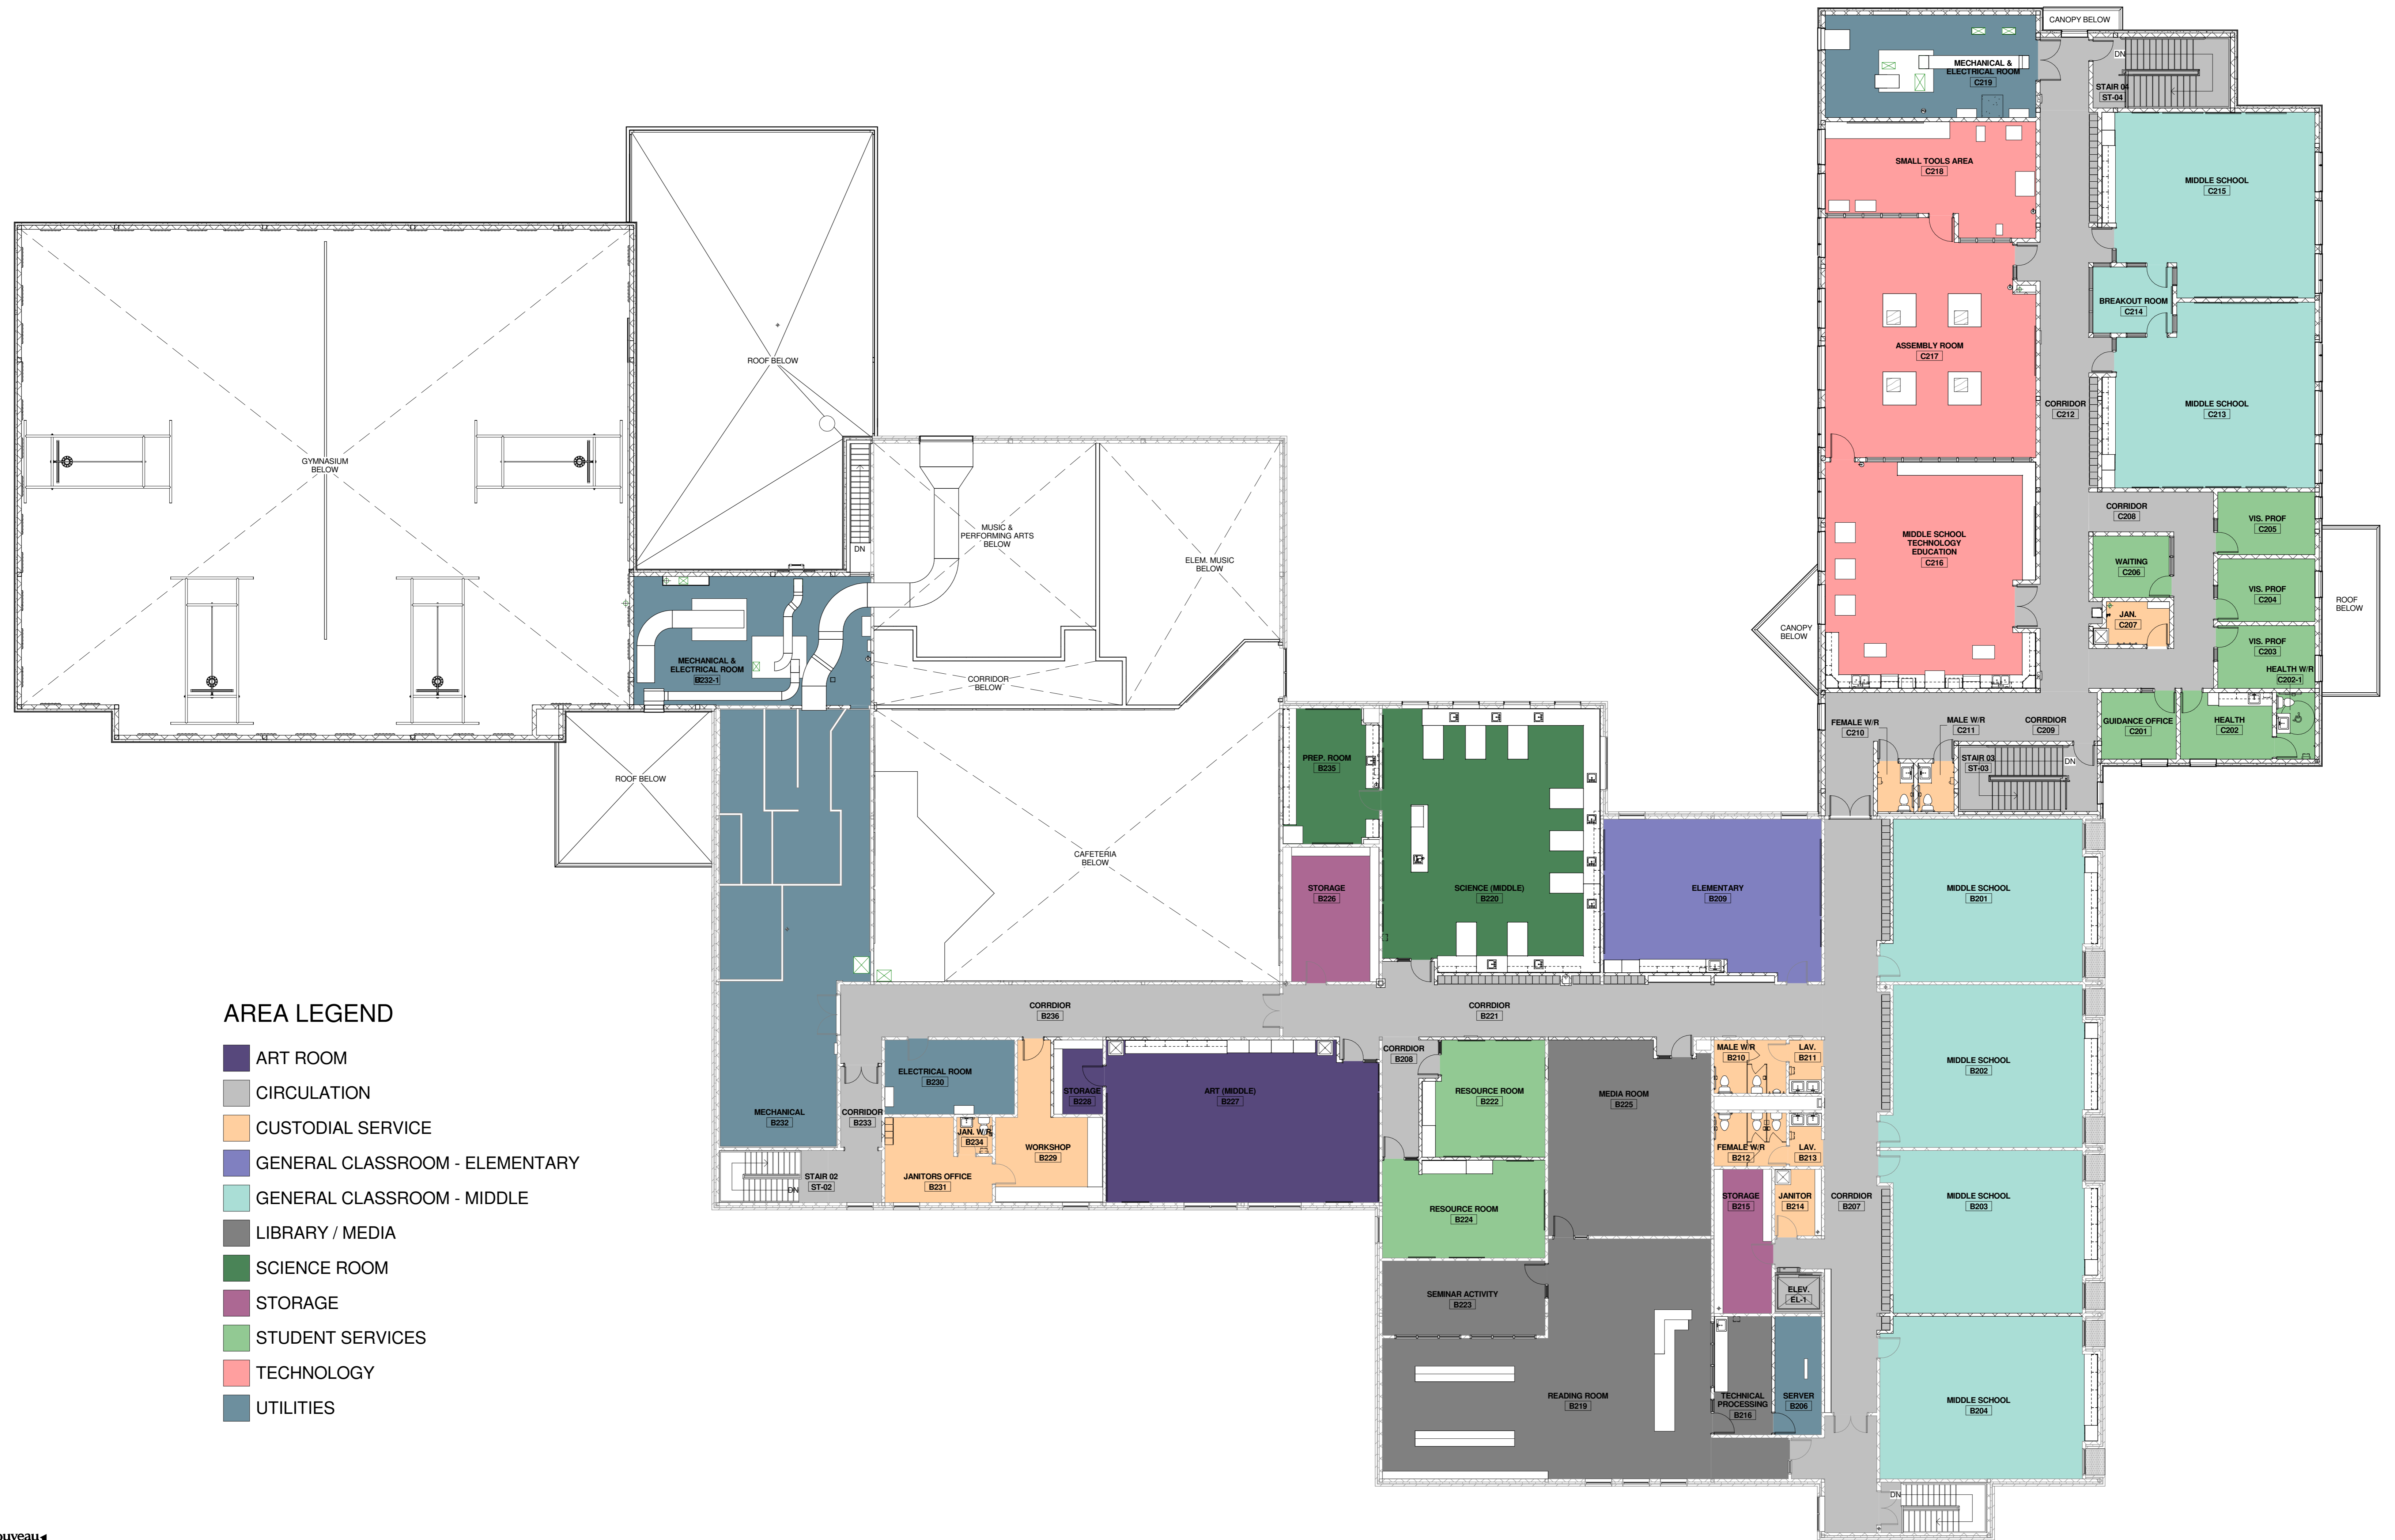 CANOPY BELOW
MECHANICAL &
ELECTRICAL ROOM
C219
DN
STAIR 04
ST-04
SMALL TOOLS AREA
C218
MIDDLE SCHOOL
C215
BREAKOUT ROOM
C214
ASSEMBLY ROOM
C217
CORRIDOR
C212
MIDDLE SCHOOL
C213
ROOF BELOW
GYMNASIUM
BELOW
DN
MUSIC &
PERFORMING ARTS
BELOW
ELEM. MUSIC
BELOW
MIDDLE SCHOOL
TECHNOLOGY
EDUCATION
C216
CORRIDOR
C208
VIS. PROF
C205
WAITING
C206
VIS. PROF
C204
JAN.
C207
VIS. PROF
C203
HEALTH W/R
C202-1
ROOF
BELOW
CANOPY
BELOW
MECHANICAL &
ELECTRICAL ROOM
B232-1
CORRIDOR
BELOW
FEMALE W/R
C210
MALE W/R
C211
CORRDIOR
C209
GUIDANCE OFFICE
C201
HEALTH
C202
STAIR 03
ST-03
DN
ROOF BELOW
PREP. ROOM
B235
CAFETERIA
BELOW
STORAGE
B226
SCIENCE (MIDDLE)
B220
ELEMENTARY
B209
MIDDLE SCHOOL
B201
CORRDIOR
B236
CORRDIOR
B221
CORRDIOR
B208
MALE W/R
B210
LAV.
B211
MIDDLE SCHOOL
B202
ELECTRICAL ROOM
B230
STORAGE
B228
ART (MIDDLE)
B227
RESOURCE ROOM
B222
MEDIA ROOM
B225
MECHANICAL
B232
CORRIDOR
B233
JAN. W/R
B234
WORKSHOP
B229
FEMALE W/R
B212
LAV.
B213
STAIR 02
ST-02
DN
JANITORS OFFICE
B231
RESOURCE ROOM
B224
STORAGE
B215
JANITOR
B214
CORRDIOR
B207
MIDDLE SCHOOL
B203
SEMINAR ACTIVITY
B223
ELEV.
EL-1
READING ROOM
B219
TECHNICAL
PROCESSING
B216
SERVER
B206
MIDDLE SCHOOL
B204
DN
AREA LEGEND
ART ROOM
CIRCULATION
CUSTODIAL SERVICE
GENERAL CLASSROOM - ELEMENTARY
GENERAL CLASSROOM - MIDDLE
LIBRARY / MEDIA
SCIENCE ROOM
STORAGE
STUDENT SERVICES
TECHNOLOGY
UTILITIES